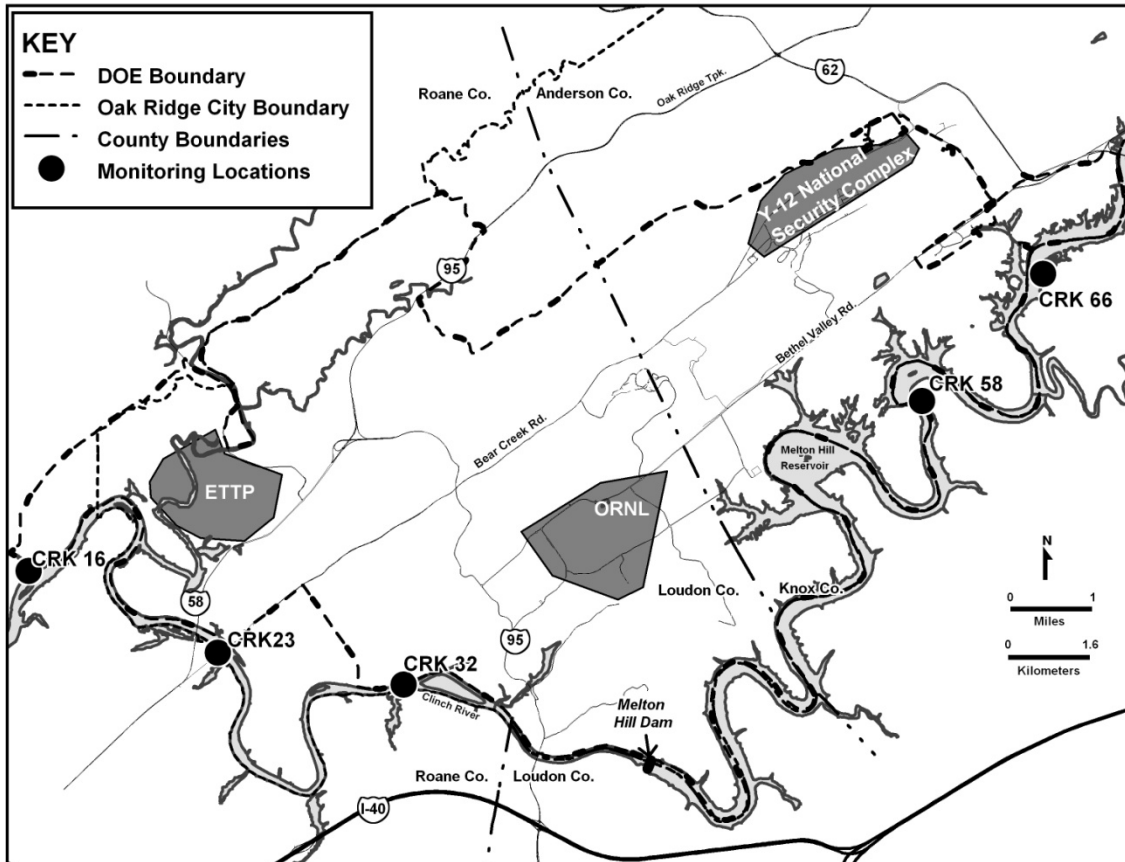 KEY
DOE Boundary
Oak Ridge City Boundary
County Boundaries
Monitoring Locations
Roane Co.
Anderson Co.
Oak Ridge Tpk.
62
95
Y-12 National
Security Complex
Bethel Valley Rd.
CRK 66
CRK 58
Bear Creek Rd.
Melton Hill
Reservoir
ETTP
ORNL
CRK 16
N
0 1
Miles
0 1.6
Kilometers
58
Loudon Co.
Knox Co.
CRK23
95
CRK 32
Clinch River
Melton
Hill Dam
Roane Co.
Loudon Co.
I-40